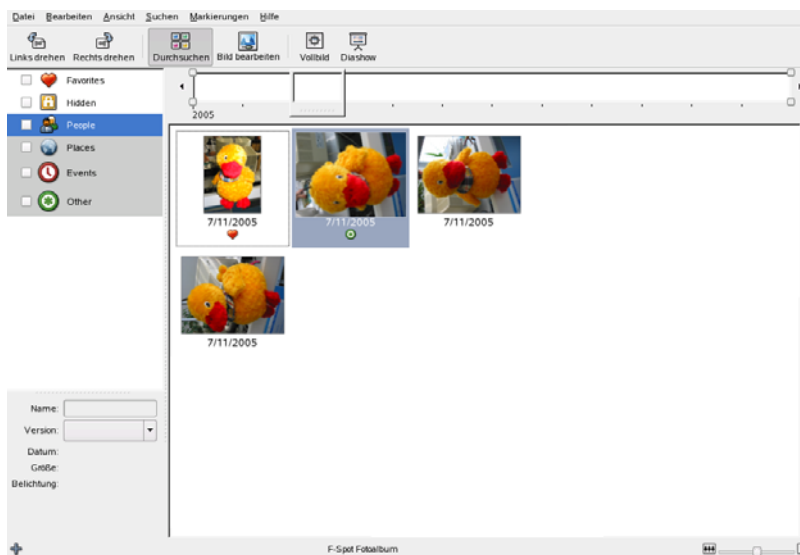 Datei Bearbeiten Ansicht Suchen Markierungen Hilfe
Links drehen Rechts drehen Durchsuchen Bild bearbeiten Vollbild Diashow
Favorites
Hidden
People
Places
Events
Other
2005
7/11/2005 7/11/2005 7/11/2005
7/11/2005
Name:
Version:
Datum:
Größe:
Belichtung:
F-Spot Fotoalbum